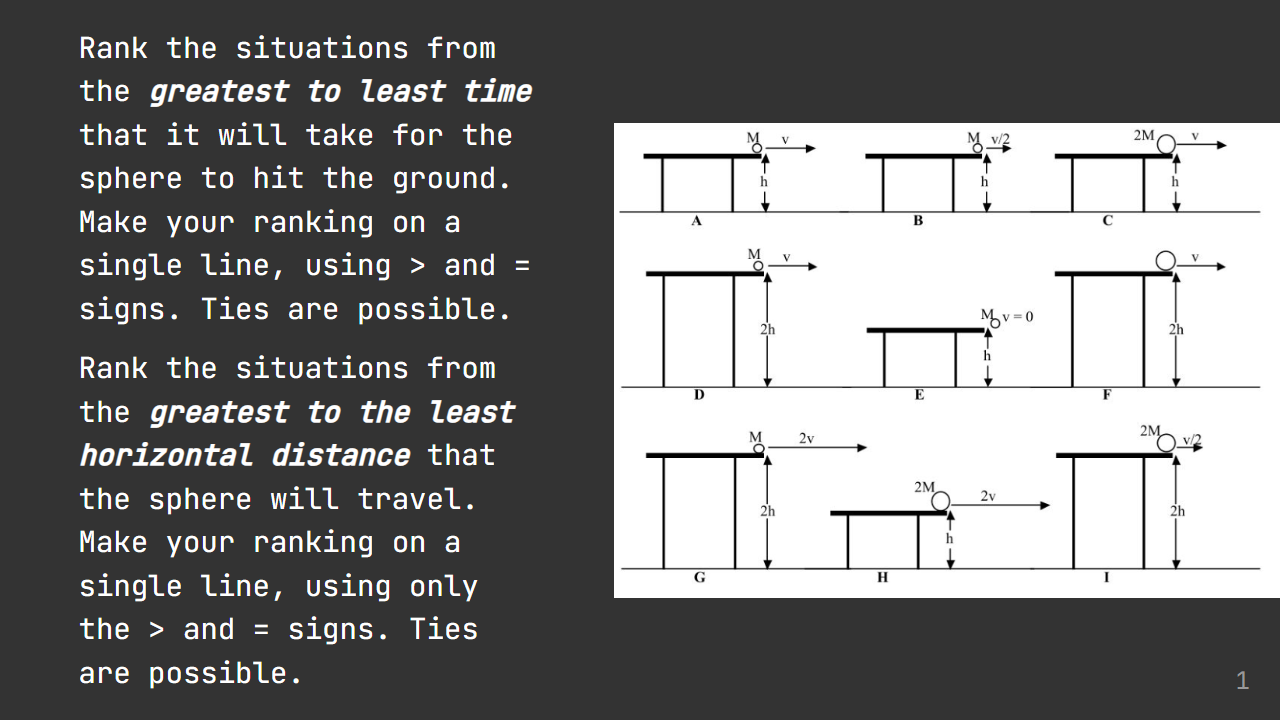 Rank the situations from
the greatest to least time
that it will take for the
sphere to hit the ground.
Make your ranking on a
single line, using > and =
signs. Ties are possible.
Rank the situations from
the greatest to the least
horizontal distance that
the sphere will travel.
Make your ranking on a
single line, using only
the > and = signs. Ties
are possible.
M v
h
A
M v/2
h
B
2M v
h
C
M v
2h
D
M v = 0
h
E
v
2h
F
M 2v
2h
G
2M 2v
h
H
2M v/2
2h
I
1